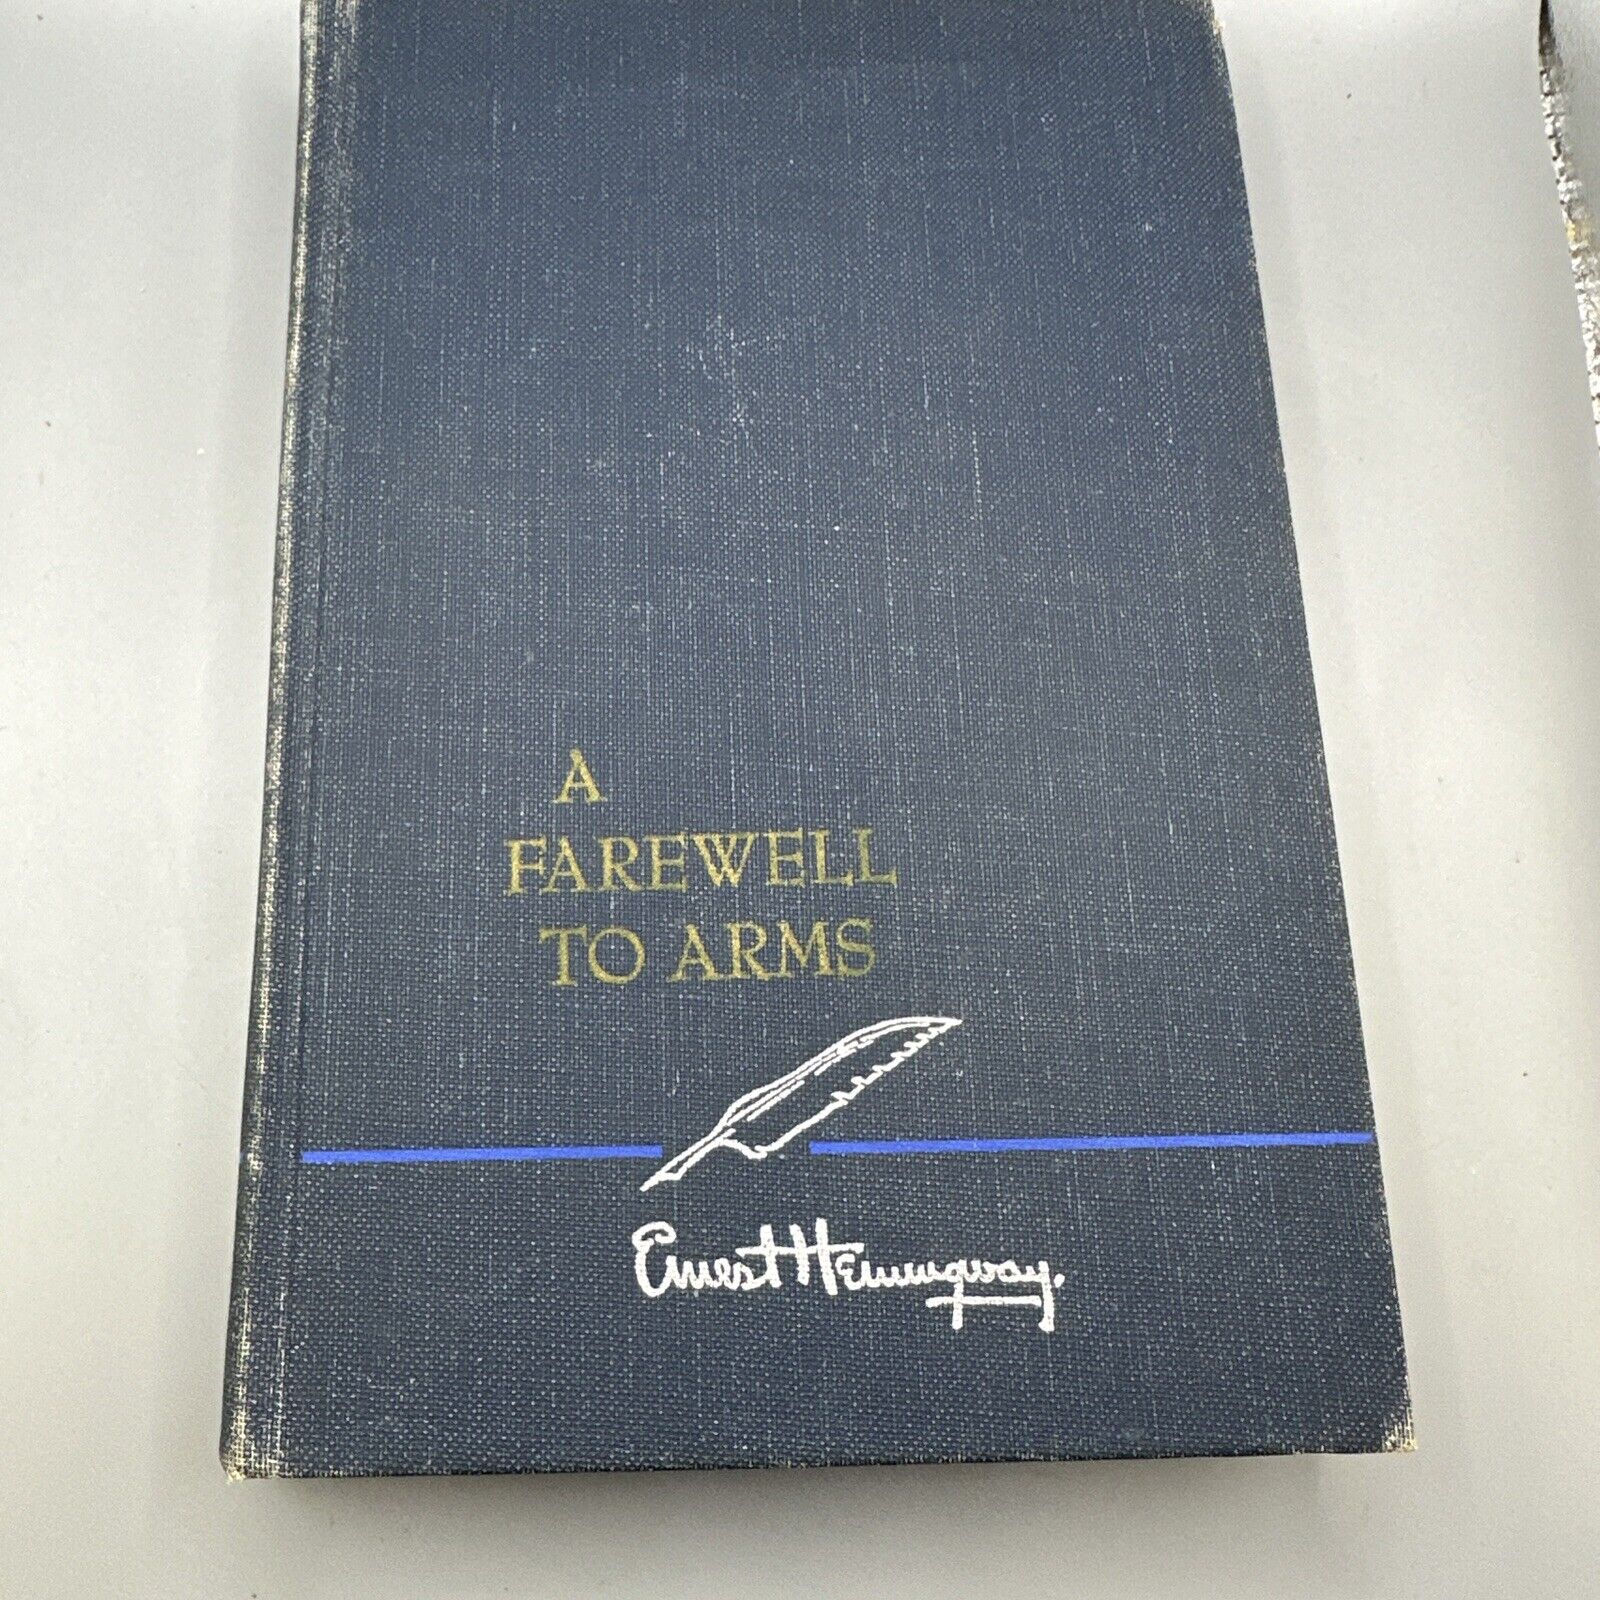 A
FAREWELL
TO ARMS
Ernest Hemingway.